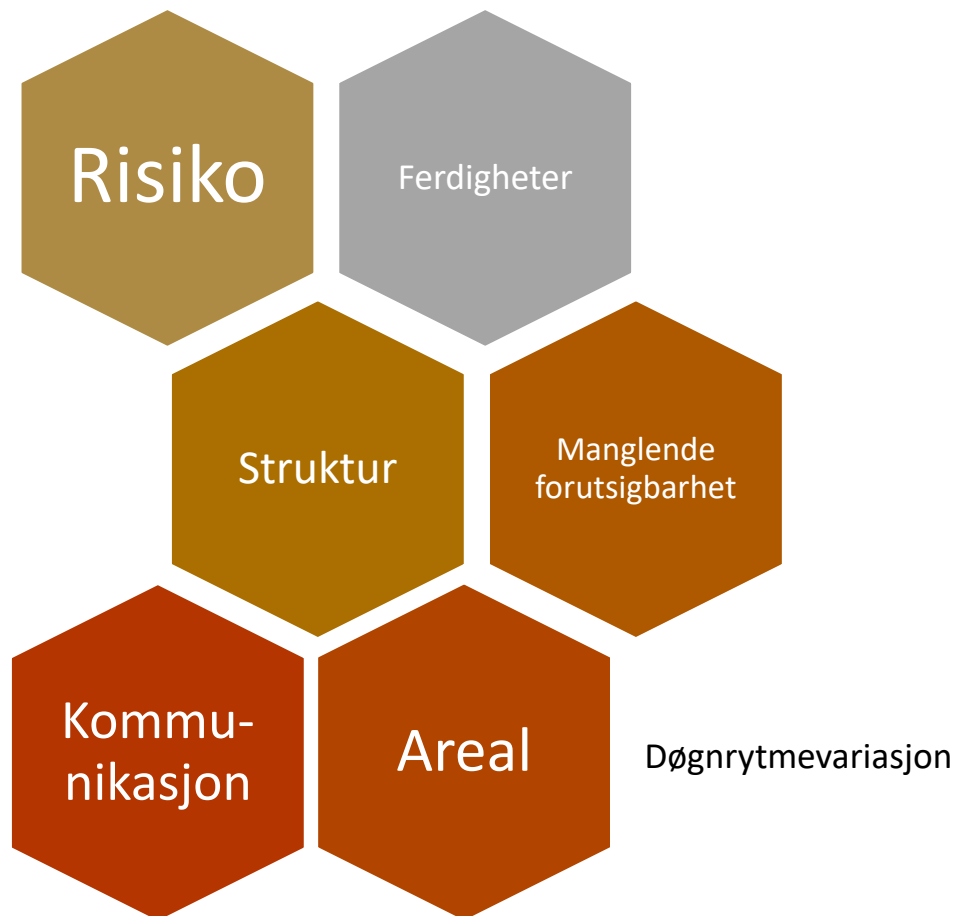 Risiko
Ferdigheter
Struktur
Manglende
forutsigbarhet
Kommu-
nikasjon
Areal
Døgnrytmevariasjon